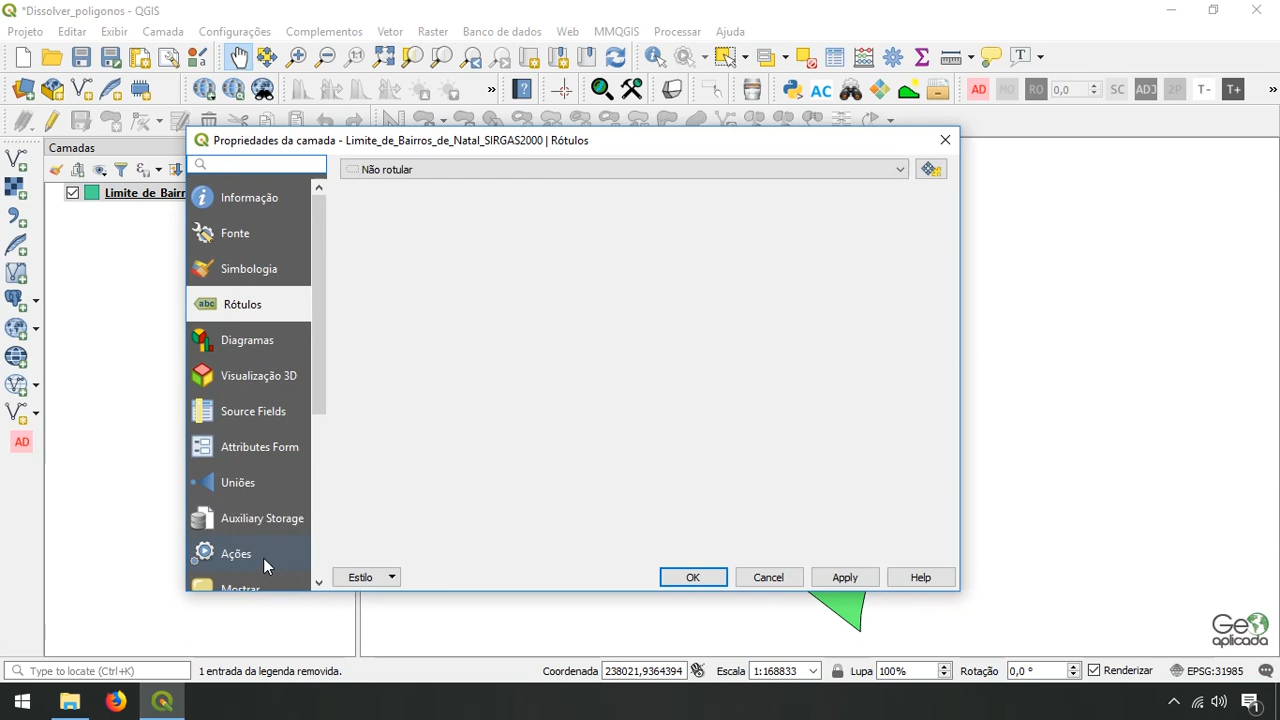 *Dissolver_poligonos - QGIS
Projeto Editar Exibir Camada Configurações Complementos Vetor Raster Banco de dados Web MMQGIS Processar Ajuda
AC AD MO RO 0,0 SC ADJ 2P T- T+
Camadas
Propriedades da camada - Limite_de_Bairros_de_Natal_SIRGAS2000 | Rótulos
Não rotular
Limite de Bairr
Informação
Fonte
Simbologia
abc Rótulos
Diagramas
Visualização 3D
Source Fields
Attributes Form
AD
Uniões
Auxiliary Storage
Ações
Mostrar
Estilo OK Cancel Apply Help
Geo
aplicada
Type to locate (Ctrl+K) 1 entrada da legenda removida. Coordenada 238021,9364394 Escala 1:168833 Lupa 100% Rotação 0,0 ° Renderizar EPSG:31985
1